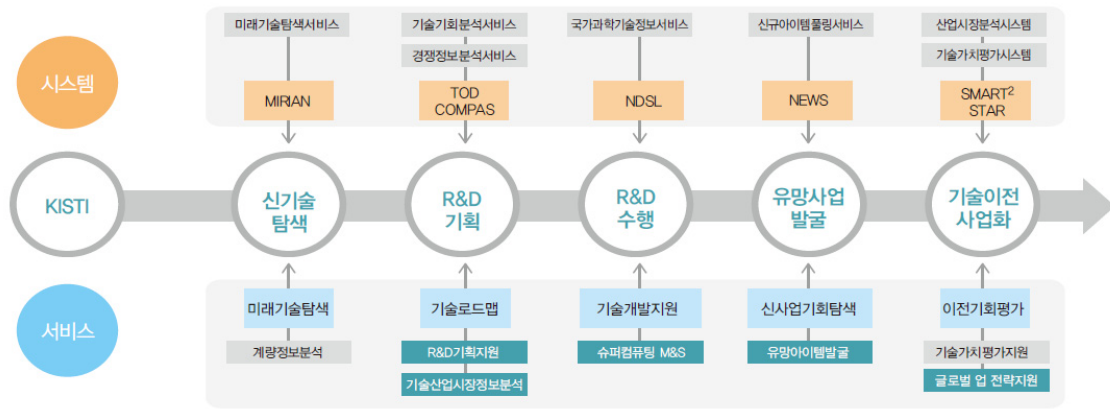 미래기술탐색서비스
기술기회분석서비스
경쟁정보분석서비스
국가과학기술정보서비스
신규아이템풀링서비스
산업시장분석시스템
기술가치평가시스템
시스템
MIRIAN
TOD
COMPAS
NDSL
NEWS
SMART²
STAR
KISTI
신기술
탐색
R&D
기획
R&D
수행
유망사업
발굴
기술이전
사업화
서비스
미래기술탐색
계량정보분석
기술로드맵
R&D기획지원
기술산업시장정보분석
기술개발지원
슈퍼컴퓨팅 M&S
신사업기회탐색
유망아이템발굴
이전기회평가
기술가치평가지원
글로벌 업 전략지원